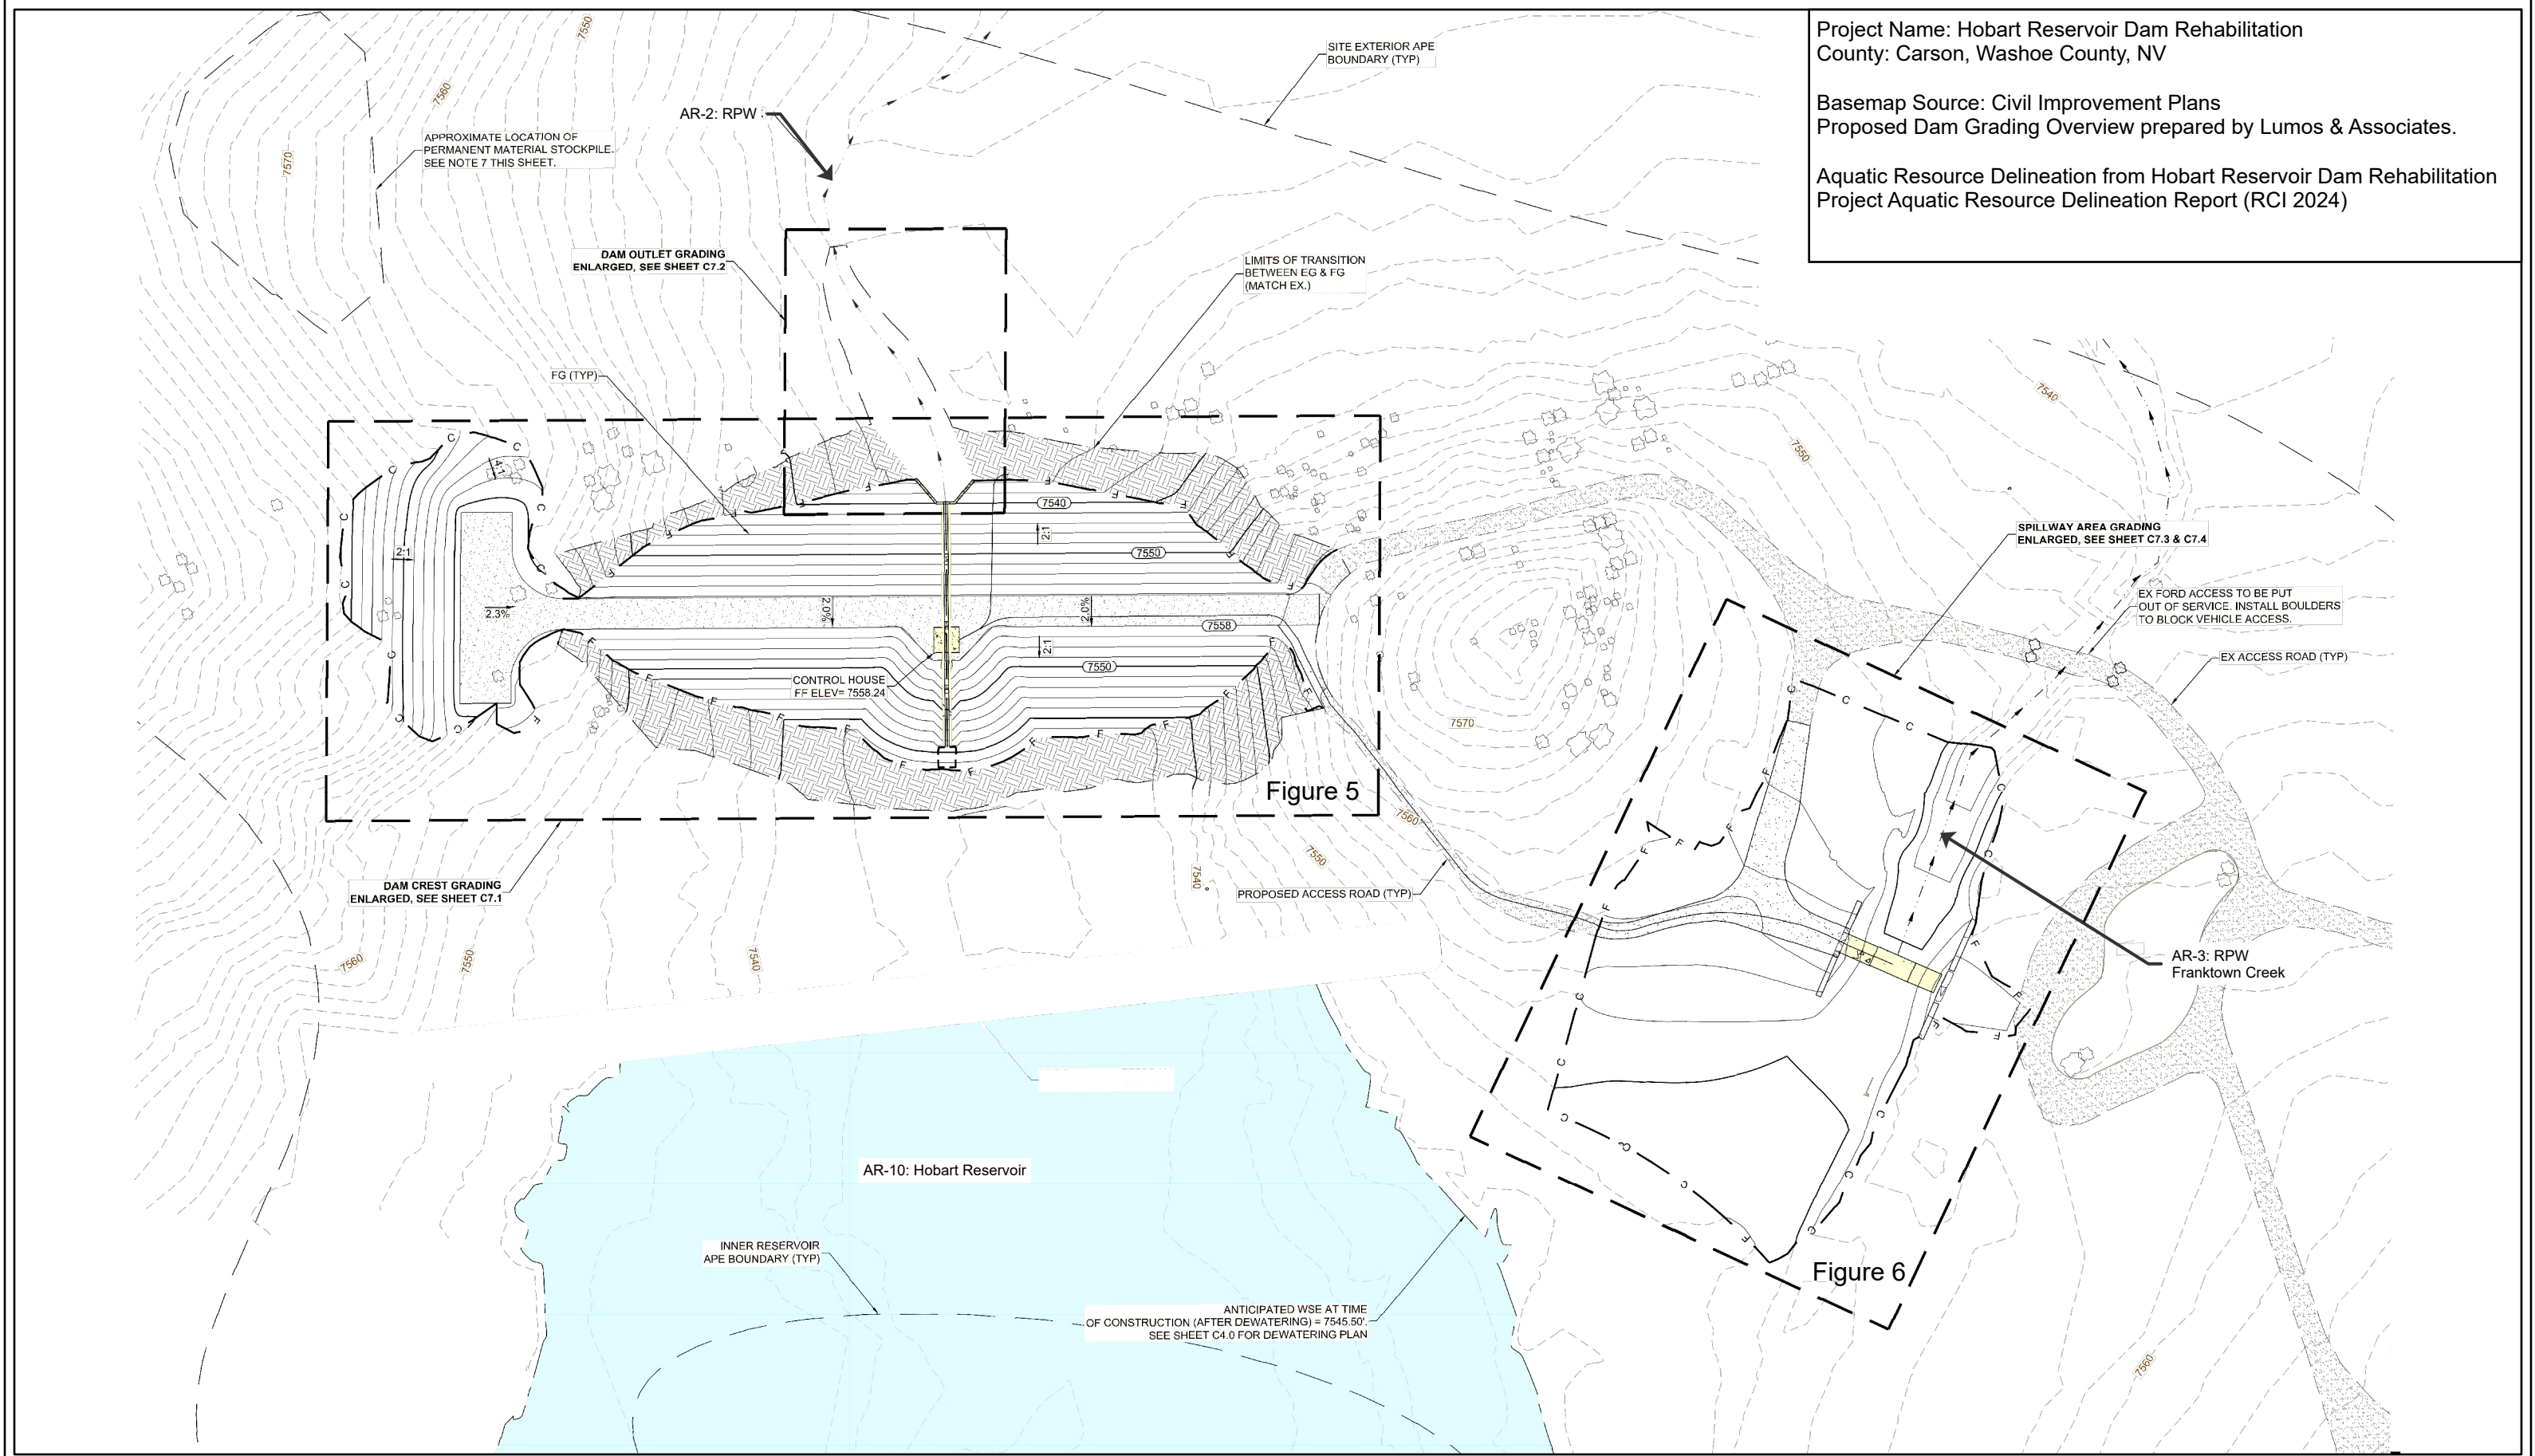 Project Name: Hobart Reservoir Dam Rehabilitation
County: Carson, Washoe County, NV
Basemap Source: Civil Improvement Plans
Proposed Dam Grading Overview prepared by Lumos & Associates.
Aquatic Resource Delineation from Hobart Reservoir Dam Rehabilitation
Project Aquatic Resource Delineation Report (RCI 2024)
7550
SITE EXTERIOR APE
BOUNDARY (TYP)
7560
AR-2: RPW
APPROXIMATE LOCATION OF
PERMANENT MATERIAL STOCKPILE.
SEE NOTE 7 THIS SHEET.
7570
DAM OUTLET GRADING
ENLARGED, SEE SHEET C7.2
LIMITS OF TRANSITION
BETWEEN EG & FG
(MATCH EX.)
FG (TYP)
7540
7550
4:1
7540
2:1
7550
2:1
SPILLWAY AREA GRADING
ENLARGED, SEE SHEET C7.3 & C7.4
EX FORD ACCESS TO BE PUT
OUT OF SERVICE. INSTALL BOULDERS
TO BLOCK VEHICLE ACCESS.
2.3%
2.0%
2.0%
7558
2:1
7550
EX ACCESS ROAD (TYP)
CONTROL HOUSE
FF ELEV= 7558.24
7570
Figure 5
7560
7550
7540
DAM CREST GRADING
ENLARGED, SEE SHEET C7.1
PROPOSED ACCESS ROAD (TYP)
7560
7550
7540
AR-3: RPW
Franktown Creek
AR-10: Hobart Reservoir
INNER RESERVOIR
APE BOUNDARY (TYP)
Figure 6
ANTICIPATED WSE AT TIME
OF CONSTRUCTION (AFTER DEWATERING) = 7545.50'.
SEE SHEET C4.0 FOR DEWATERING PLAN
7560